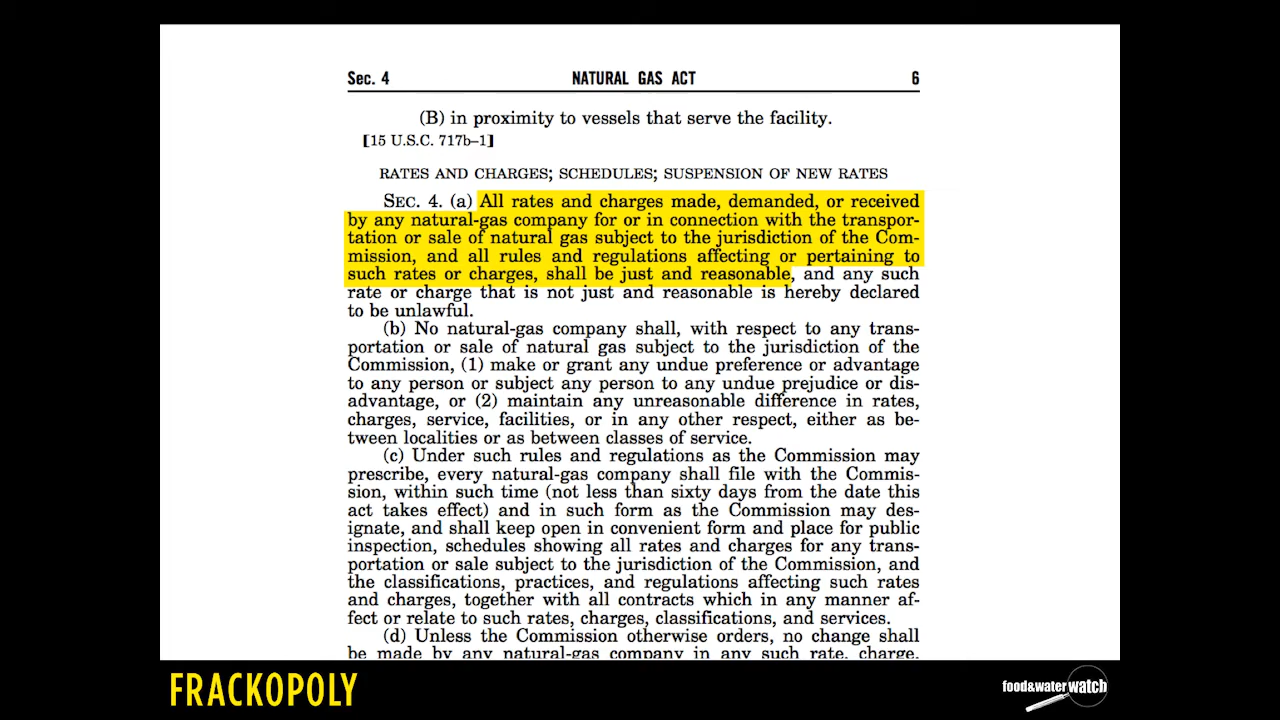 Sec. 4 NATURAL GAS ACT 6
(B) in proximity to vessels that serve the facility.
[15 U.S.C. 717b–1]
RATES AND CHARGES; SCHEDULES; SUSPENSION OF NEW RATES
SEC. 4. (a) All rates and charges made, demanded, or received
by any natural-gas company for or in connection with the transpor-
tation or sale of natural gas subject to the jurisdiction of the Com-
mission, and all rules and regulations affecting or pertaining to
such rates or charges, shall be just and reasonable, and any such
rate or charge that is not just and reasonable is hereby declared
to be unlawful.
(b) No natural-gas company shall, with respect to any trans-
portation or sale of natural gas subject to the jurisdiction of the
Commission, (1) make or grant any undue preference or advantage
to any person or subject any person to any undue prejudice or dis-
advantage, or (2) maintain any unreasonable difference in rates,
charges, service, facilities, or in any other respect, either as be-
tween localities or as between classes of service.
(c) Under such rules and regulations as the Commission may
prescribe, every natural-gas company shall file with the Commis-
sion, within such time (not less than sixty days from the date this
act takes effect) and in such form as the Commission may des-
ignate, and shall keep open in convenient form and place for public
inspection, schedules showing all rates and charges for any trans-
portation or sale subject to the jurisdiction of the Commission, and
the classifications, practices, and regulations affecting such rates
and charges, together with all contracts which in any manner af-
fect or relate to such rates, charges, classifications, and services.
(d) Unless the Commission otherwise orders, no change shall
be made by any natural-gas company in any such rate, charge,
FRACKOPOLY
food&waterwatch